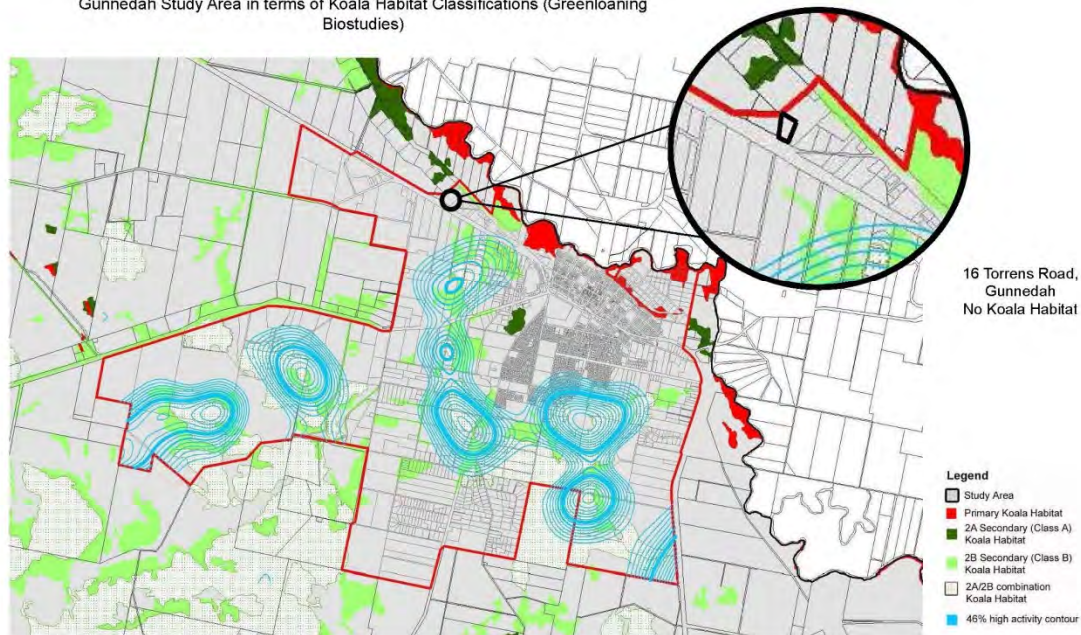 Gunnedah Study Area in terms of Koala Habitat Classifications (Greenloaning
Biostudies)
16 Torrens Road,
Gunnedah
No Koala Habitat
Legend
Study Area
Primary Koala Habitat
2A Secondary (Class A)
Koala Habitat
2B Secondary (Class B)
Koala Habitat
2A/2B combination
Koala Habitat
46% high activity contour